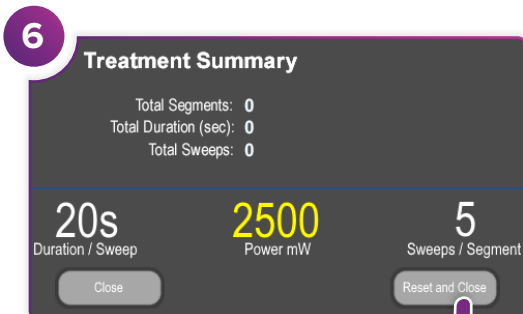 6
Treatment Summary
Total Segments: 0
Total Duration (sec): 0
Total Sweeps: 0
20s
Duration / Sweep
2500
Power mW
5
Sweeps / Segment
Close
Reset and Close